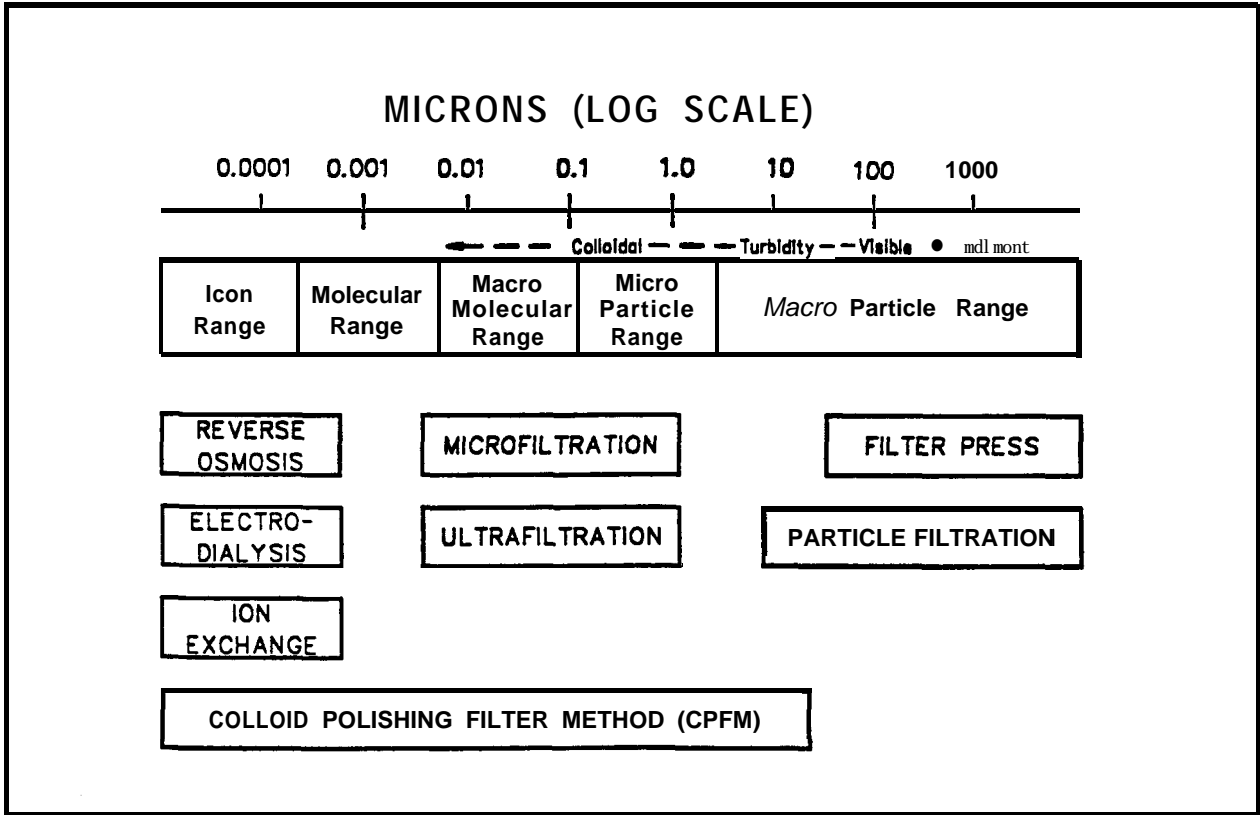 MICRONS (LOG SCALE)
0.0001 0.001 0.01 0.1 1.0 10 100 1000
Colloidal Turbidity Visible • mdlmont
Icon
Range
Molecular
Range
Macro
Molecular
Range
Micro
Particle
Range
Macro Particle Range
REVERSE
OSMOSIS
MICROFILTRATION
FILTER PRESS
ELECTRO-
DIALYSIS
ULTRAFILTRATION
PARTICLE FILTRATION
ION
EXCHANGE
COLLOID POLISHING FILTER METHOD (CPFM)